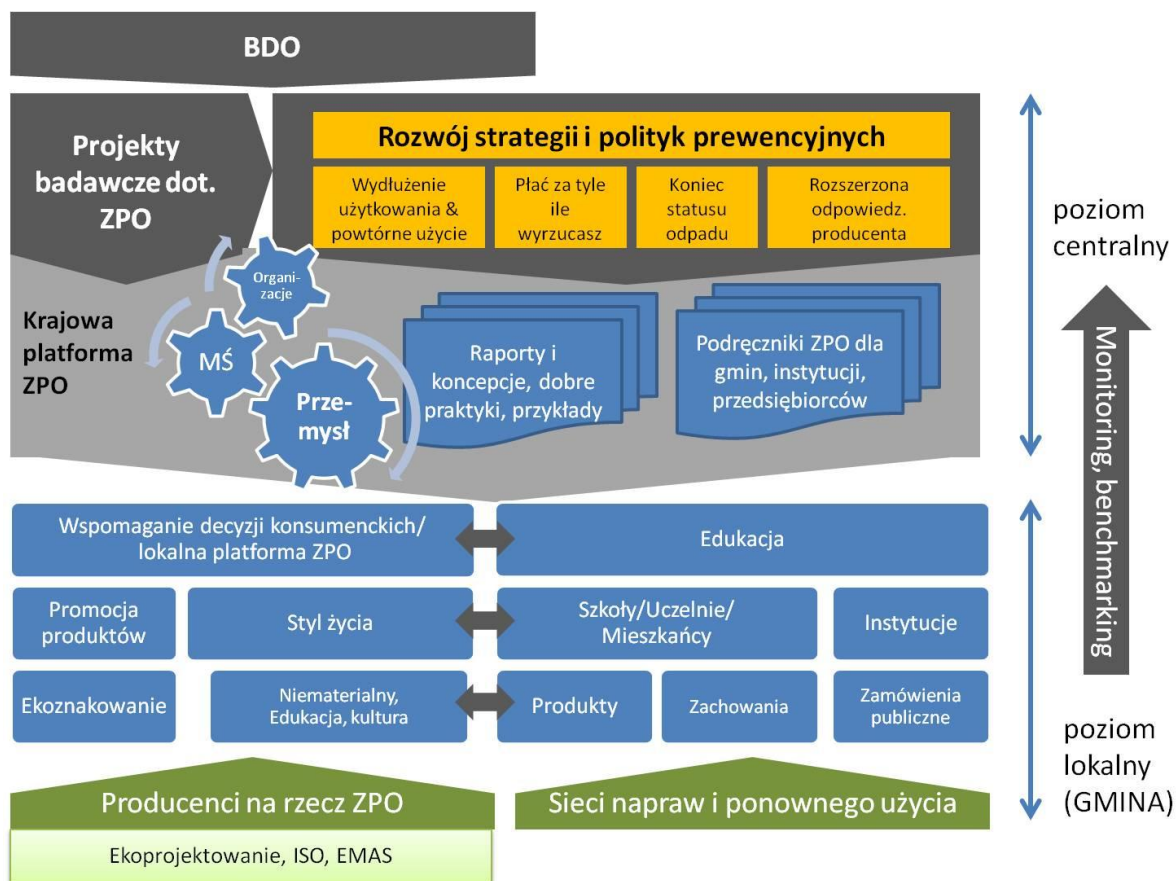 BDO
Projekty
badawcze dot.
ZPO
Rozwój strategii i polityk prewencyjnych
Wydłużenie
użytkowania &
powtórne użycie
Płać za tyle
ile
wyrzucasz
Koniec
statusu
odpadu
Rozszerzona
odpowiedz.
producenta
poziom
centralny
Krajowa
platforma
ZPO
Organi-
zacje
MŚ
Prze-
mysł
Raporty i
koncepcje, dobre
praktyki, przykłady
Podręczniki ZPO dla
gmin, instytucji,
przedsiębiorców
Monitoring, benchmarking
Wspomaganie decyzji konsumenckich/
lokalna platforma ZPO
Edukacja
Promocja
produktów
Styl życia
Szkoły/Uczelnie/
Mieszkańcy
Instytucje
Ekoznakowanie
Niematerialny,
Edukacja, kultura
Produkty
Zachowania
Zamówienia
publiczne
poziom
lokalny
(GMINA)
Producenci na rzecz ZPO
Sieci napraw i ponownego użycia
Ekoprojektowanie, ISO, EMAS